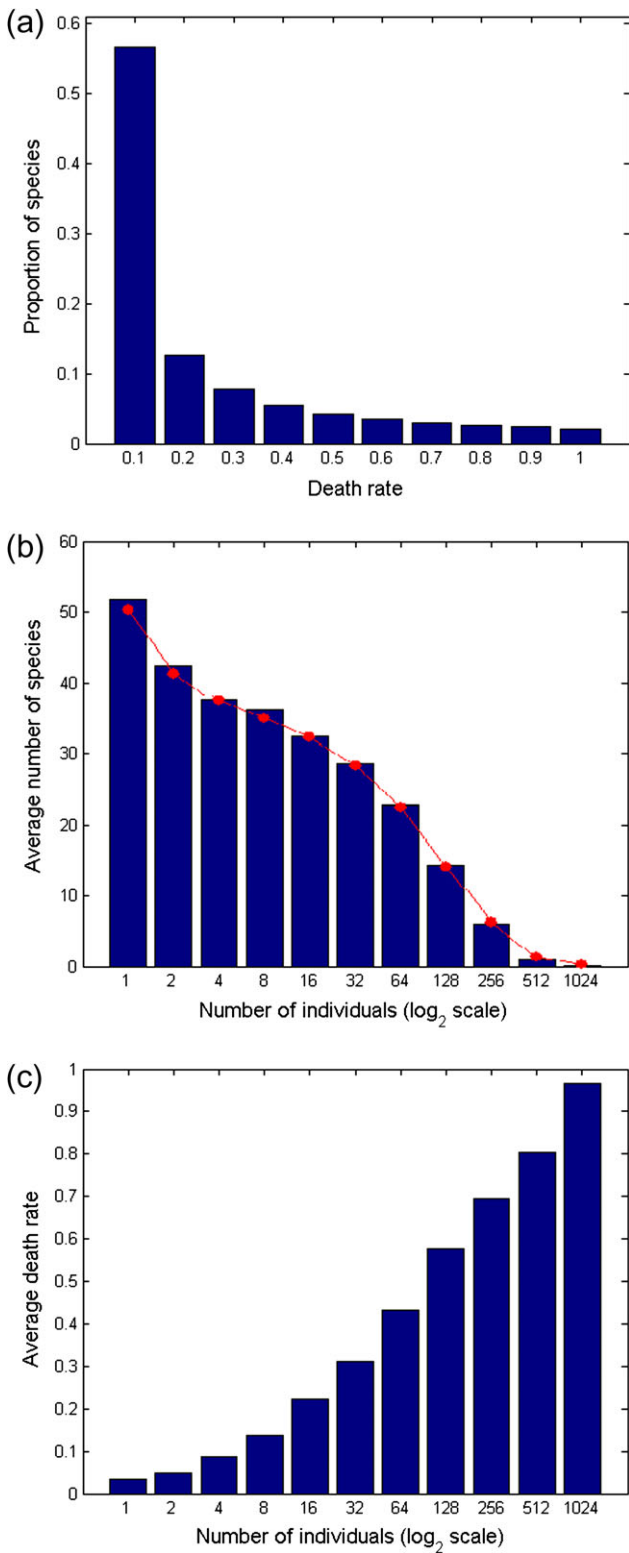 (a)
0.6
0.5
0.4
0.3
0.2
0.1
0
Proportion of species
0.1 0.2 0.3 0.4 0.5 0.6 0.7 0.8 0.9 1
Death rate
(b)
60
50
40
30
20
10
0
Average number of species
1 2 4 8 16 32 64 128 256 512 1024
Number of individuals (log2 scale)
(c)
1
0.9
0.8
0.7
0.6
0.5
0.4
0.3
0.2
0.1
0
Average death rate
1 2 4 8 16 32 64 128 256 512 1024
Number of individuals (log2 scale)